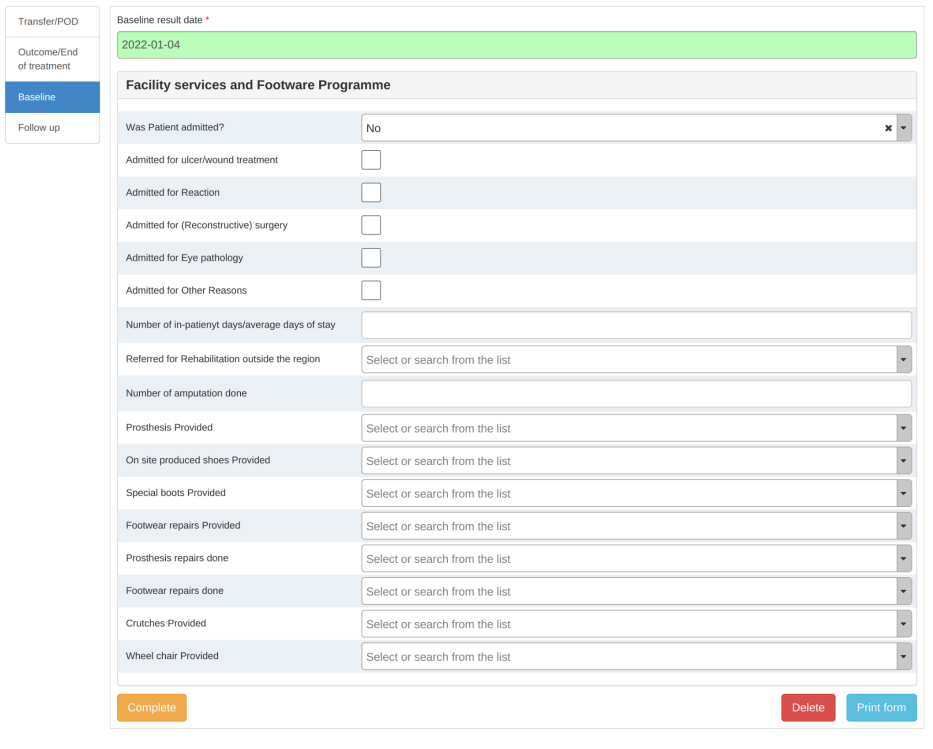 Transfer/POD
Outcome/End
of treatment
Baseline
Follow up
Baseline result date *
2022-01-04
Facility services and Footware Programme
Was Patient admitted?
No
Admitted for ulcer/wound treatment
Admitted for Reaction
Admitted for (Reconstructive) surgery
Admitted for Eye pathology
Admitted for Other Reasons
Number of in-patienyt days/average days of stay
Referred for Rehabilitation outside the region
Select or search from the list
Number of amputation done
Prosthesis Provided
Select or search from the list
On site produced shoes Provided
Select or search from the list
Special boots Provided
Select or search from the list
Footwear repairs Provided
Select or search from the list
Prosthesis repairs done
Select or search from the list
Footwear repairs done
Select or search from the list
Crutches Provided
Select or search from the list
Wheel chair Provided
Select or search from the list
Complete
Delete
Print form